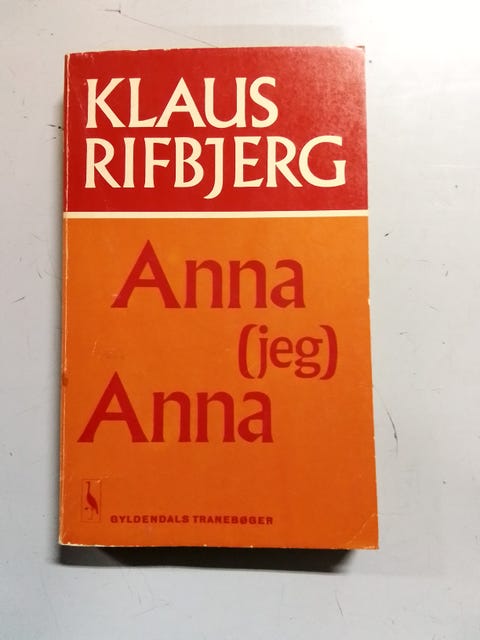 KLAUS
RIFBJERG
Anna
(jeg)
Anna
GYLDENDALS TRANEBØGER